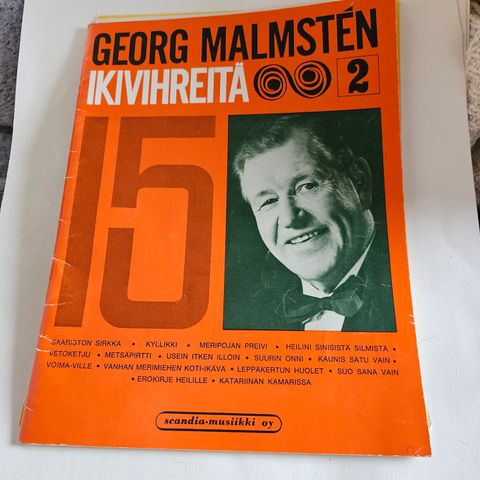 GEORG MALMSTÉN
IKIVIHREITÄ 2
15
SAARISTON SIRKKA • KYLLIKKI • MERIPOJAN PREIVI • HEILINI SINISISTÄ SILMISTÄ •
VETOKETJU • METSÄPIRTTI • USEIN ITKEN ILLOIN • SUURIN ONNI • KAUNIS SATU VAIN •
VOIMA-VILLE • VANHAN MERIMIEHEN KOTI-IKÄVÄ • LEPPÄKERTUN HUOLET • SUO SANA VAIN
• EROKIRJE HEILILLE • KATARIINAN KAMARISSA
scandia-musiikki oy